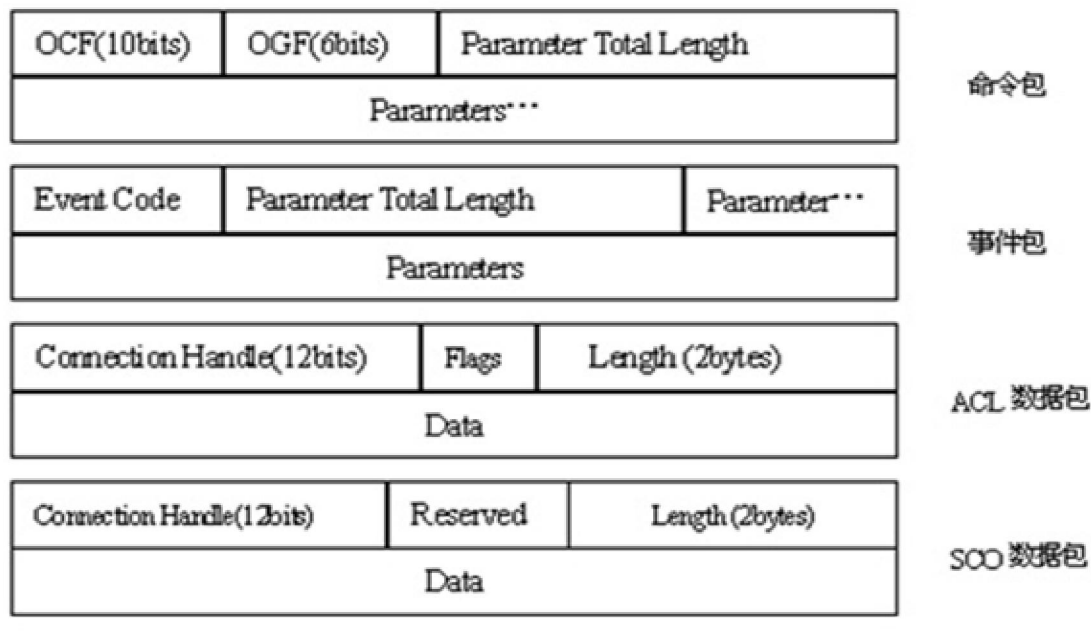 OCF(10bits) OGF(6bits) Parameter Total Length
命令包
Parameters…
Event Code Parameter Total Length Parameter…
事件包
Parameters
Connection Handle(12bits) Flags Length (2bytes)
ACL 数据包
Data
Connection Handle(12bits) Reserved Length (2bytes)
SCO 数据包
Data